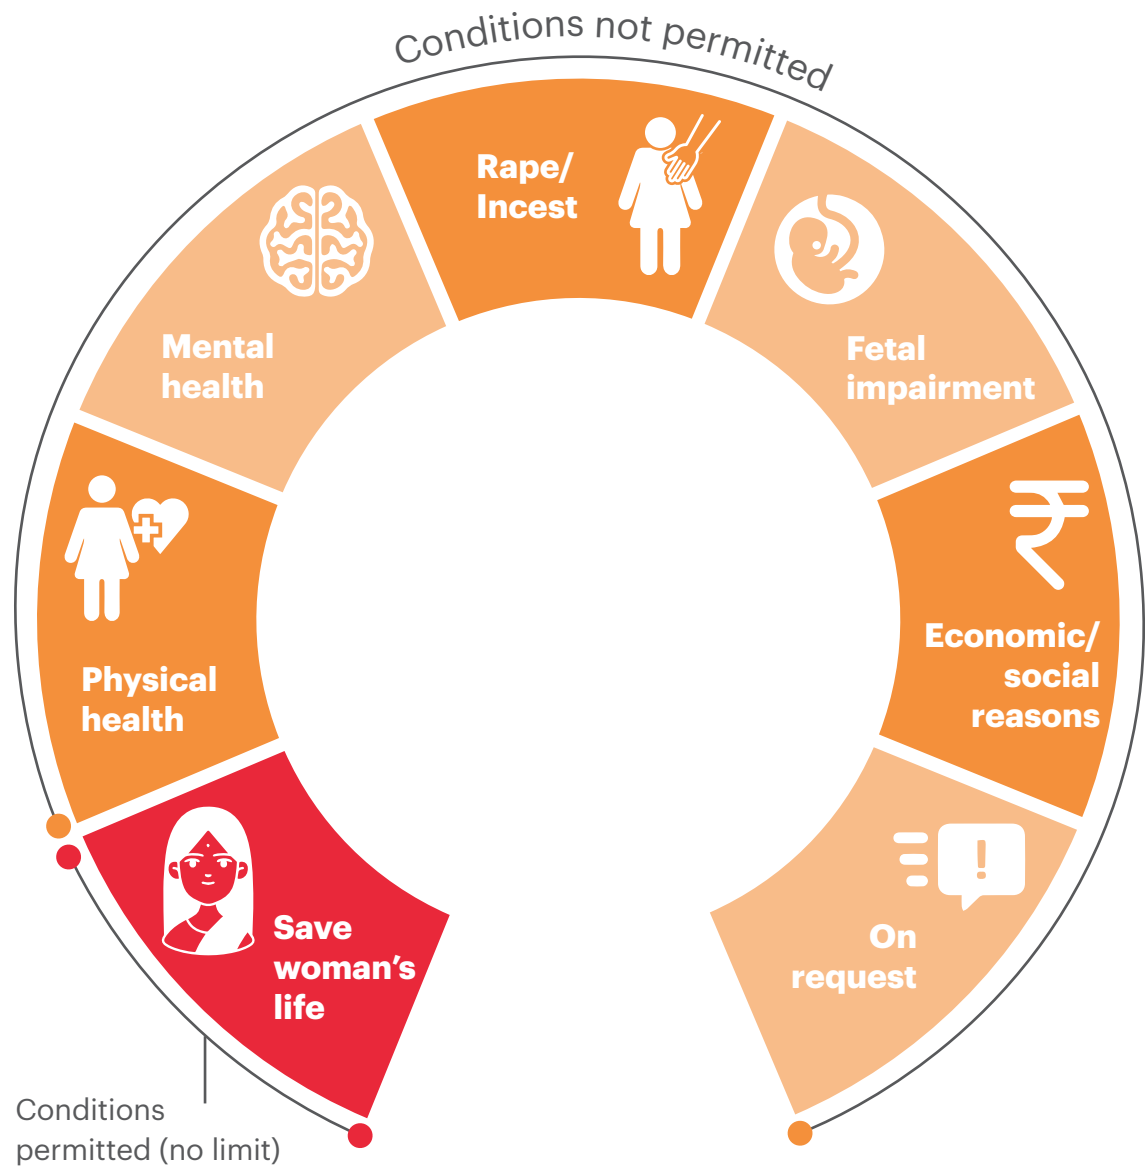 Conditions not permitted
Rape/
Incest
Mental
health
Fetal
impairment
Physical
health
₹
Economic/
social
reasons
Save
woman's
life
!
On
request
Conditions
permitted (no limit)